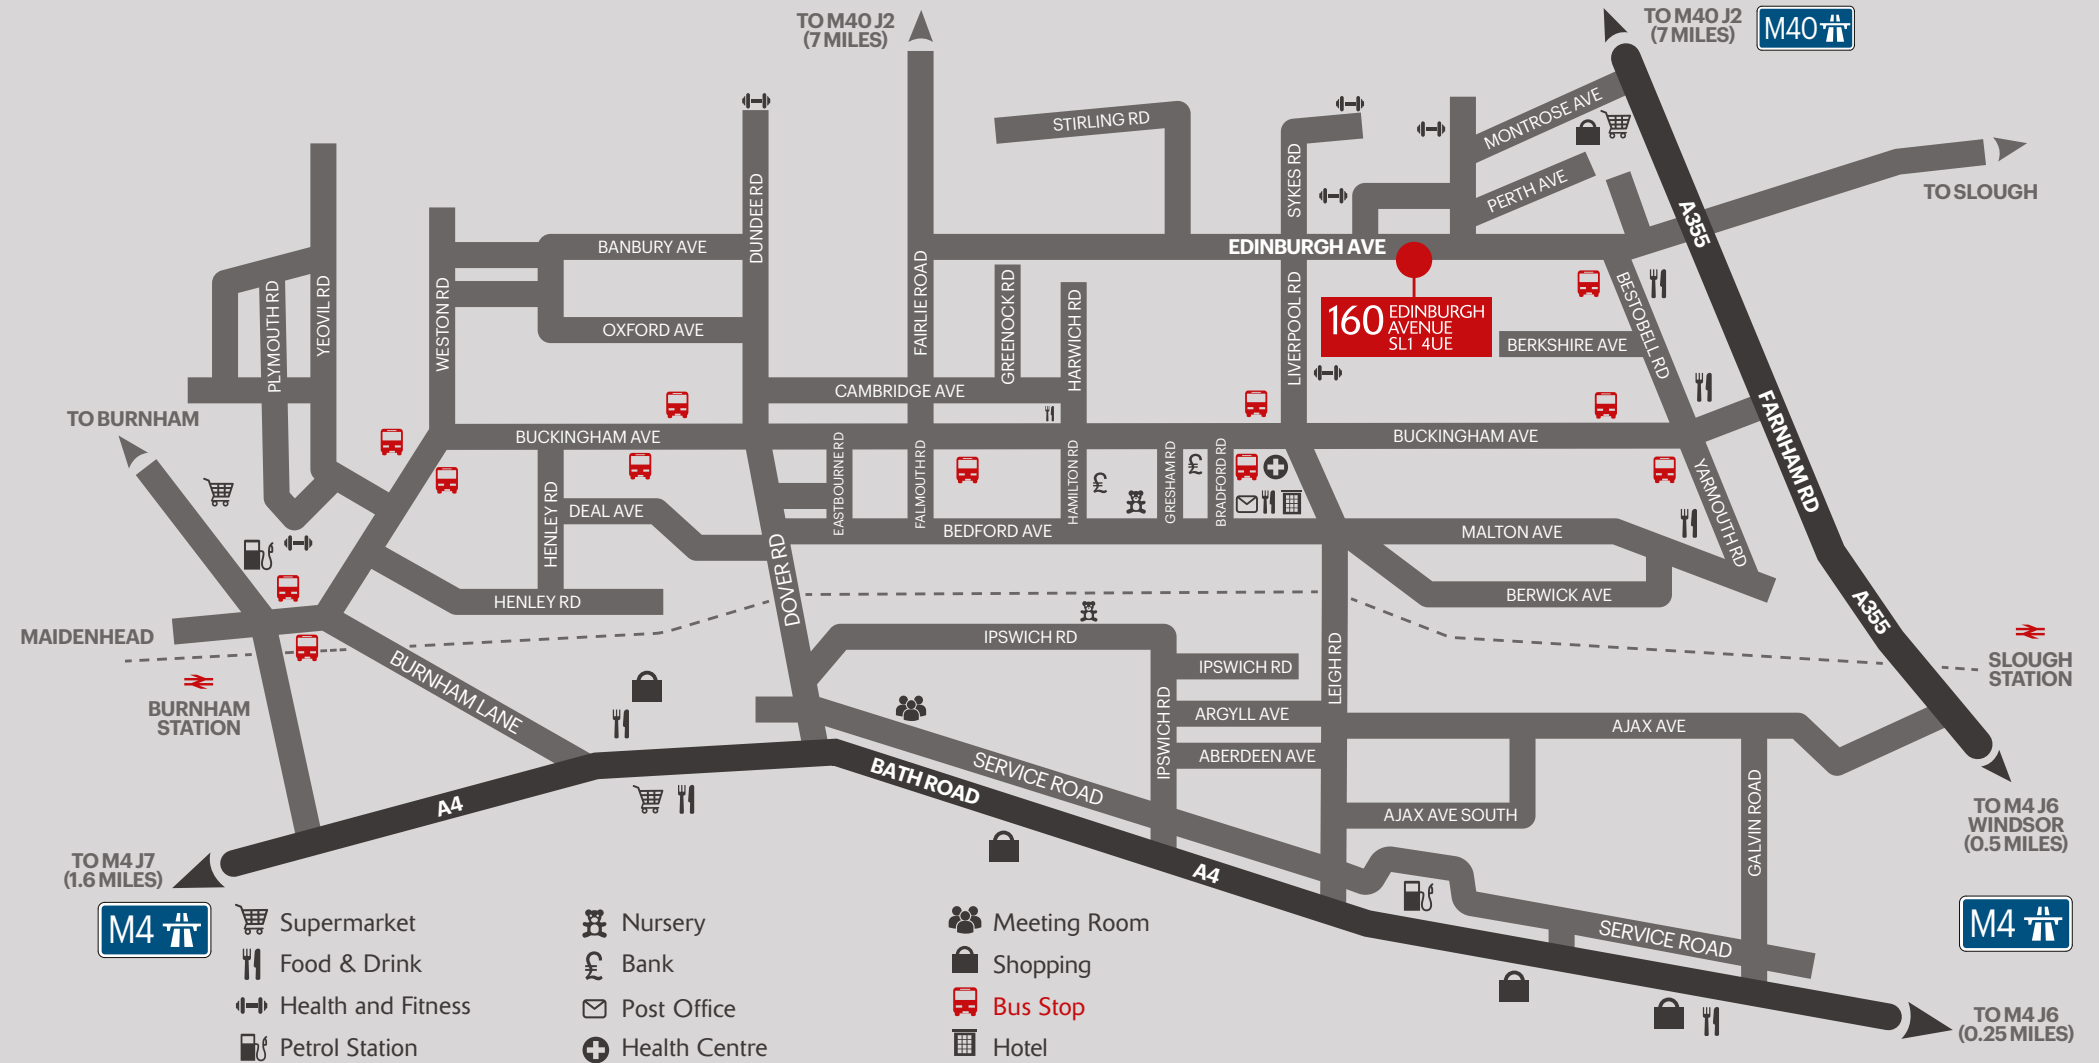 TO M40 J2
(7 MILES)
TO M40 J2
(7 MILES)
M40
STIRLING RD
MONTROSE AVE
SYKES RD
PERTH AVE
TO SLOUGH
A355
DUNDEE RD
BANBURY AVE
EDINBURGH AVE
PLYMOUTH RD
YEOVIL RD
WESTON RD
FAIRLIE ROAD
GREENOCK RD
HARWICH RD
LIVERPOOL RD
160 EDINBURGH
AVENUE
SL1 4UE
BESTOBELL RD
OXFORD AVE
BERKSHIRE AVE
CAMBRIDGE AVE
TO BURNHAM
BUCKINGHAM AVE
BUCKINGHAM AVE
FARNHAM RD
EASTBOURNE RD
FALMOUTH RD
HAMILTON RD
GRESHAM RD
BRADFORD RD
YARMOUTH RD
HENLEY RD
DEAL AVE
BEDFORD AVE
MALTON AVE
DOVER RD
HENLEY RD
BERWICK AVE
A355
MAIDENHEAD
IPSWICH RD
IPSWICH RD
LEIGH RD
SLOUGH
STATION
BURNHAM LANE
BURNHAM
STATION
IPSWICH RD
ARGYLL AVE
AJAX AVE
ABERDEEN AVE
BATH ROAD
SERVICE ROAD
A4
AJAX AVE SOUTH
GALVIN ROAD
TO M4 J6
WINDSOR
(0.5 MILES)
TO M4 J7
(1.6 MILES)
A4
M4
M4
SERVICE ROAD
TO M4 J6
(0.25 MILES)
Supermarket
Food & Drink
Health and Fitness
Petrol Station
Nursery
£ Bank
Post Office
Health Centre
Meeting Room
Shopping
Bus Stop
Hotel
£
£